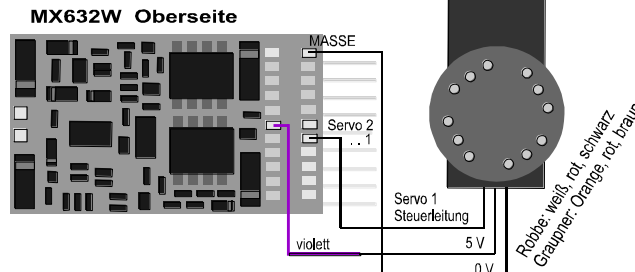 MX632W Oberseite
MASSE
Servo 2
. . 1
Servo 1
Steuerleitung
violett
5 V
0 V
Robbe: weiß, rot, schwarz
Graupner: Orange, rot, braun